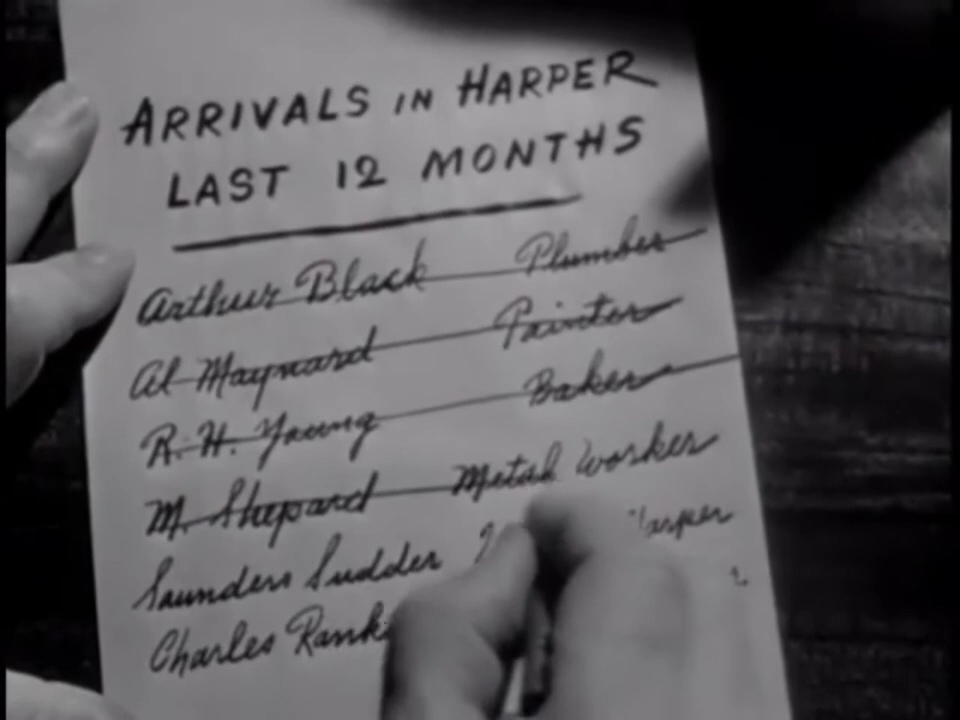 ARRIVALS IN HARPER
LAST 12 MONTHS
Arthur Black Plumber
Al Maynard Painter
R. H. Young Baker
M. Shepard Metal Worker
Saunders Sudder
Charles